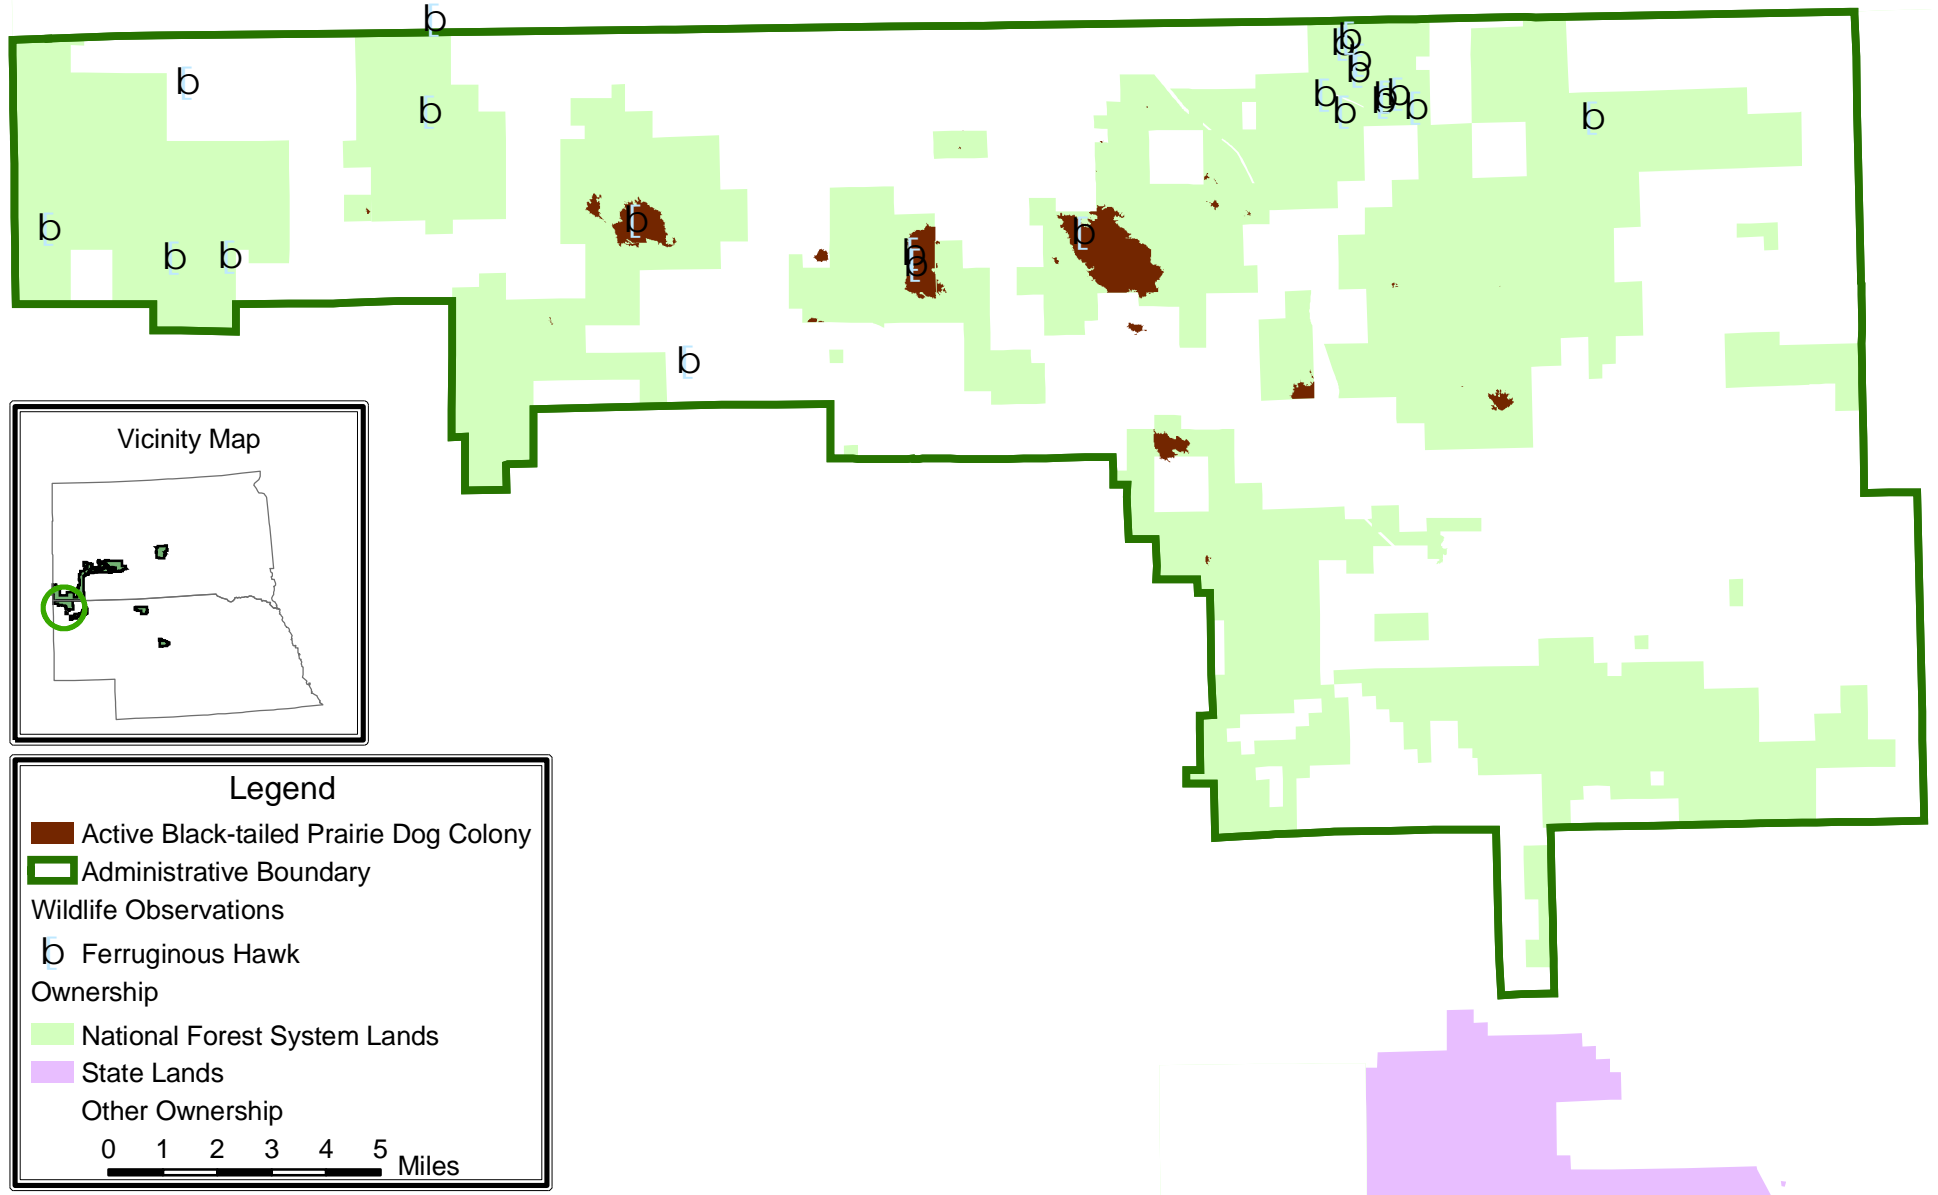 Vicinity Map
Legend
Active Black-tailed Prairie Dog Colony
Administrative Boundary
Wildlife Observations
b Ferruginous Hawk
Ownership
National Forest System Lands
State Lands
Other Ownership
0 1 2 3 4 5
Miles